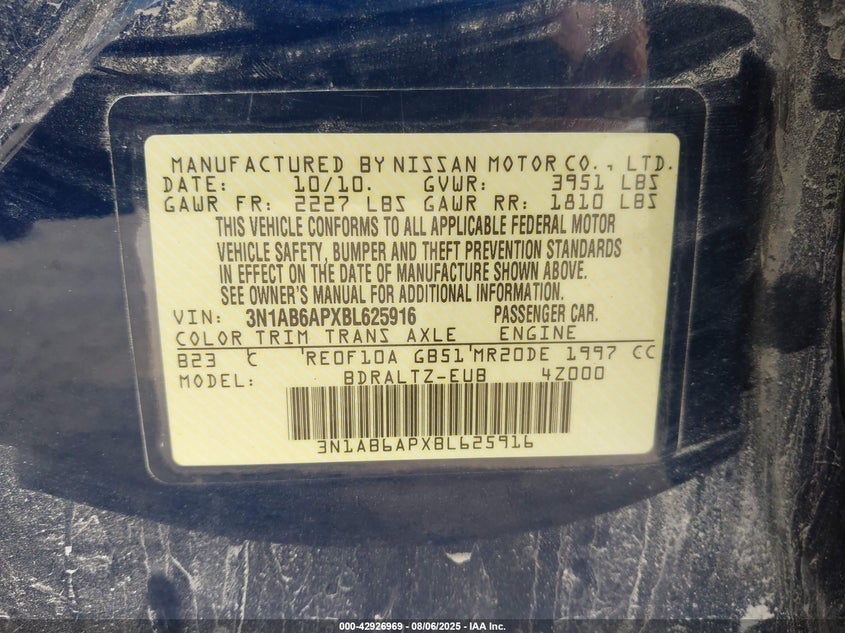 MANUFACTURED BY NISSAN MOTOR CO., LTD.
DATE: 10/10. GVWR: 3951 LBS
GAWR FR: 2227 LBS GAWR RR: 1810 LBS
THIS VEHICLE CONFORMS TO ALL APPLICABLE FEDERAL MOTOR
VEHICLE SAFETY, BUMPER AND THEFT PREVENTION STANDARDS
IN EFFECT ON THE DATE OF MANUFACTURE SHOWN ABOVE.
SEE OWNER'S MANUAL FOR ADDITIONAL INFORMATION.
VIN: 3N1AB6APXBL625916 PASSENGER CAR.
COLOR TRIM TRANS AXLE ENGINE
B23 C RE0F10A GB51 MR20DE 1997 CC
MODEL: BDRALTZ-EUB 4Z000
3N1AB6APXBL625916
000-42926969 - 08/06/2025 - IAA Inc.